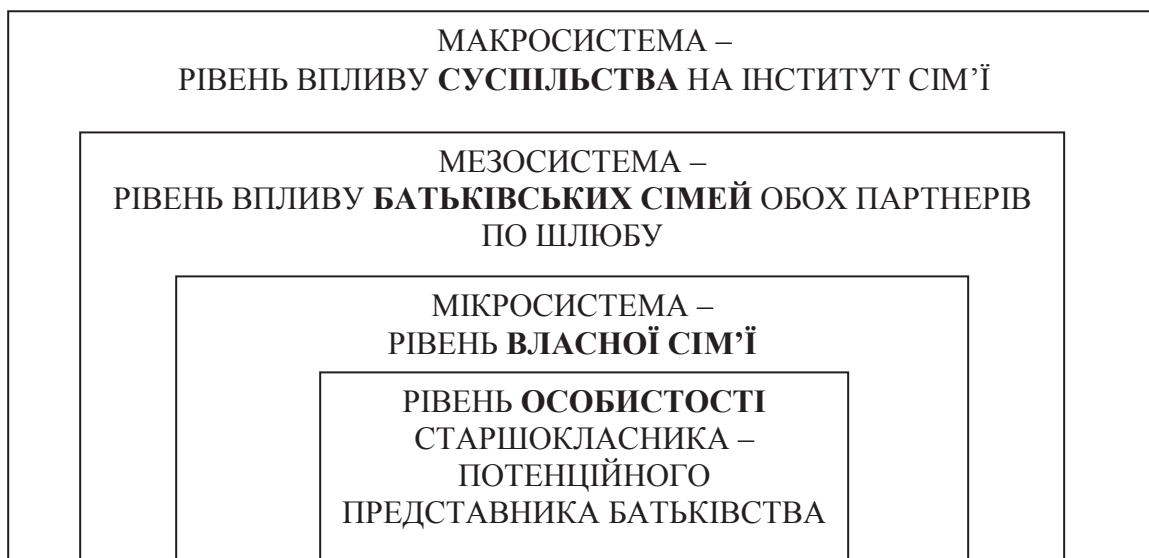 МАКРОСИСТЕМА –
РІВЕНЬ ВПЛИВУ СУСПІЛЬСТВА НА ІНСТИТУТ СІМ’Ї
МЕЗОСИСТЕМА –
РІВЕНЬ ВПЛИВУ БАТЬКІВСЬКИХ СІМЕЙ ОБОХ ПАРТНЕРІВ
ПО ШЛЮБУ
МІКРОСИСТЕМА –
РІВЕНЬ ВЛАСНОЇ СІМ’Ї
РІВЕНЬ ОСОБИСТОСТІ
СТАРШОКЛАСНИКА –
ПОТЕНЦІЙНОГО
ПРЕДСТАВНИКА БАТЬКІВСТВА